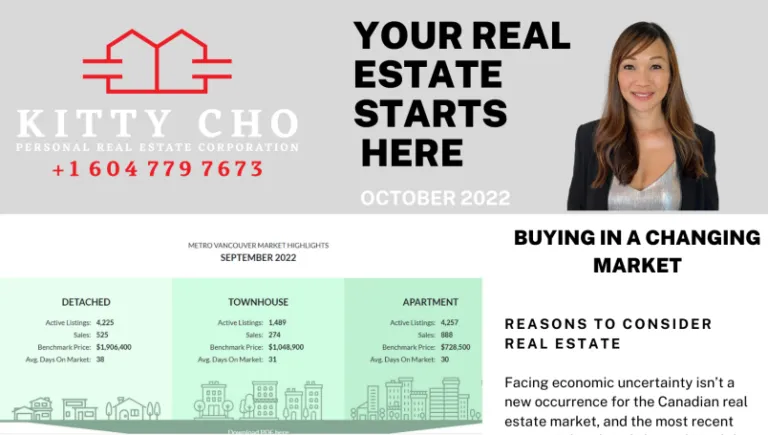 KITTY CHO
PERSONAL REAL ESTATE CORPORATION
+1 604 779 7673
YOUR REAL
ESTATE
STARTS
HERE
OCTOBER 2022
METRO VANCOUVER MARKET HIGHLIGHTS
SEPTEMBER 2022
DETACHED
Active Listings: 4,225
Sales: 525
Benchmark Price: $1,906,400
Avg. Days On Market: 38
TOWNHOUSE
Active Listings: 1,489
Sales: 274
Benchmark Price: $1,048,900
Avg. Days On Market: 31
APARTMENT
Active Listings: 4,257
Sales: 888
Benchmark Price: $728,500
Avg. Days On Market: 30
Download PDF here
BUYING IN A CHANGING
MARKET
REASONS TO CONSIDER
REAL ESTATE
Facing economic uncertainty isn't a
new occurrence for the Canadian real
estate market, and the most recent